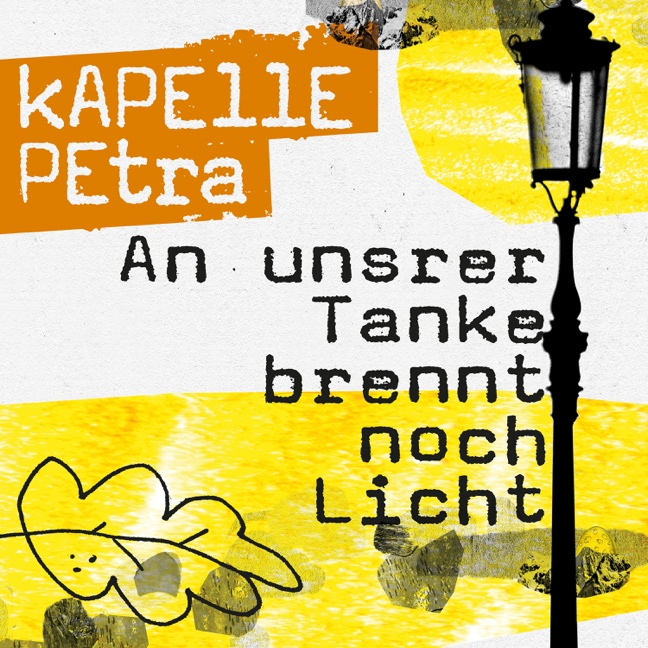 kAPEllE
PEtra
An unsrer
Tanke
brennt
noch
Licht